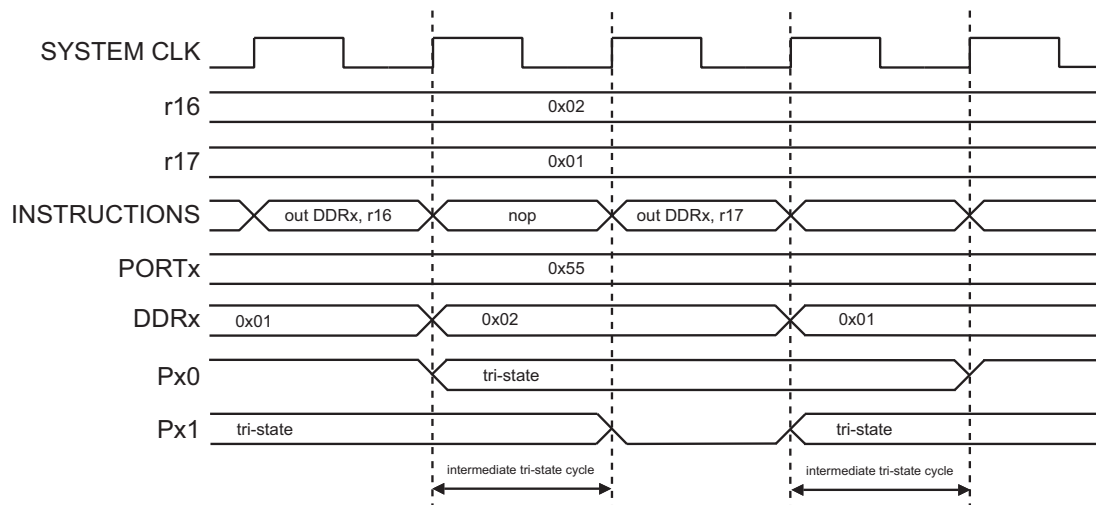 SYSTEM CLK
r16
0x02
r17
0x01
INSTRUCTIONS
out DDRx, r16
nop
out DDRx, r17
PORTx
0x55
DDRx
0x01
0x02
0x01
Px0
tri-state
Px1
tri-state
tri-state
intermediate tri-state cycle
intermediate tri-state cycle